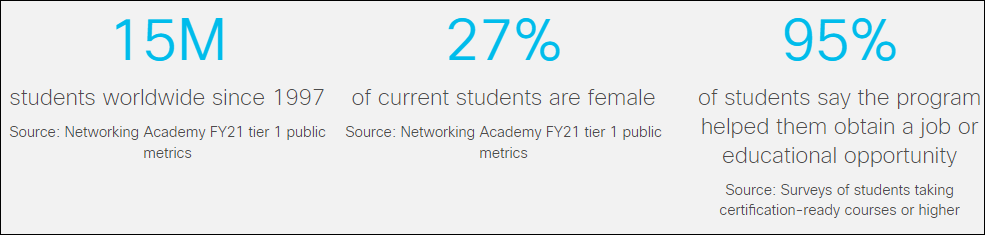 15M
students worldwide since 1997
Source: Networking Academy FY21 tier 1 public
metrics
27%
of current students are female
Source: Networking Academy FY21 tier 1 public
metrics
95%
of students say the program
helped them obtain a job or
educational opportunity
Source: Surveys of students taking
certification-ready courses or higher